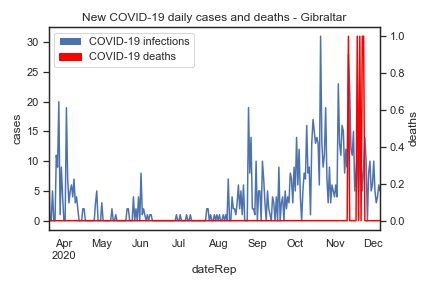 New COVID-19 daily cases and deaths - Gibraltar
COVID-19 infections
COVID-19 deaths
30
25
20
15
10
5
0
cases
1.0
0.8
0.6
0.4
0.2
0.0
deaths
Apr May Jun Jul Aug Sep Oct Nov Dec
2020
dateRep